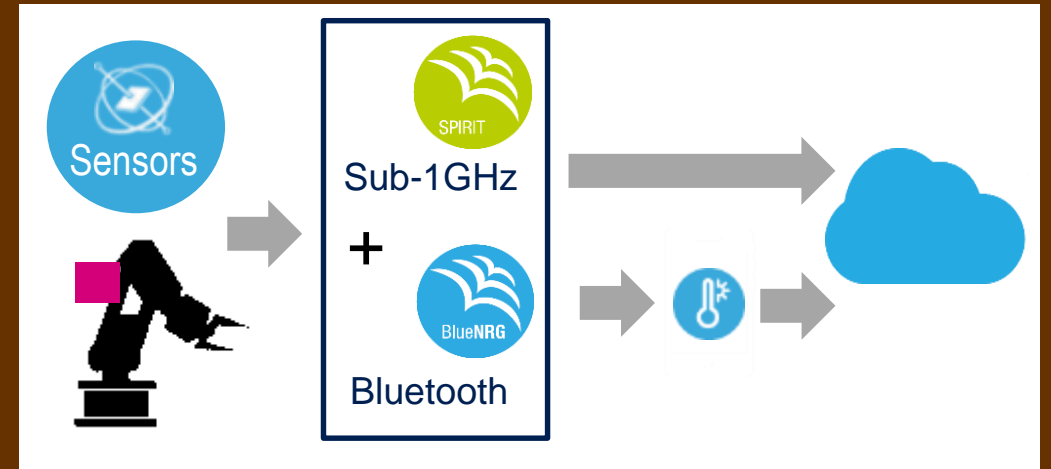 Sensors
SPIRIT
Sub-1GHz
+
BlueNRG
Bluetooth